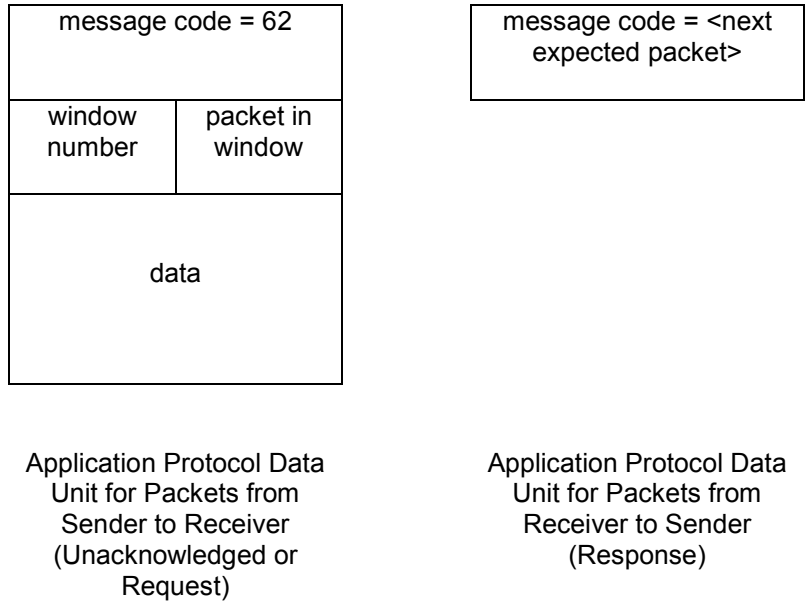 message code = 62
window
number
packet in
window
data
Application Protocol Data
Unit for Packets from
Sender to Receiver
(Unacknowledged or
Request)
message code = <next
expected packet>
Application Protocol Data
Unit for Packets from
Receiver to Sender
(Response)